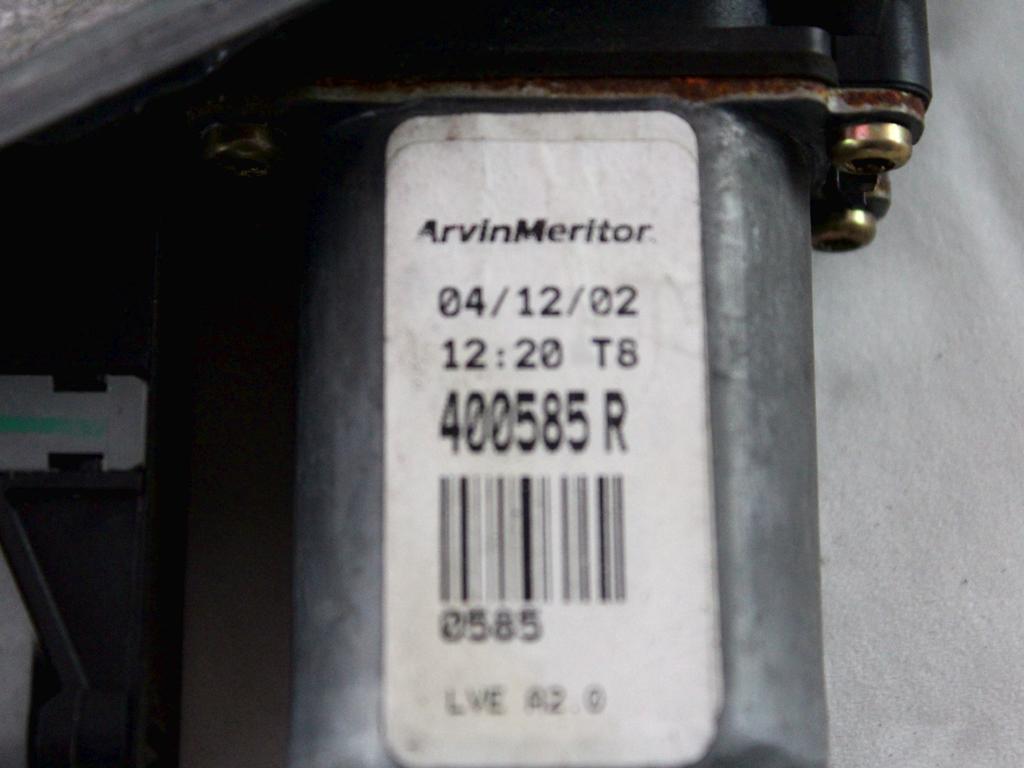 ArvinMeritor
04/12/02
12:20 T8
400585 R
0585
LVE A2.0